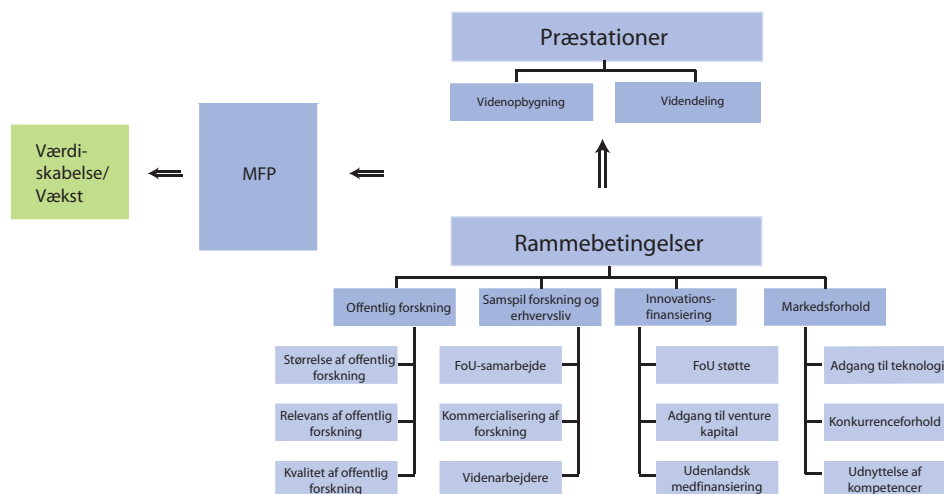 Præstationer
Videnopbygning
Videndeling
Værdi-
skabelse/
Vækst
MFP
Rammebetingelser
Offentlig forskning
Samspil forskning og
erhvervsliv
Innovations-
finansiering
Markedsforhold
Størrelse af offentlig
forskning
FoU-samarbejde
FoU støtte
Adgang til teknologi
Relevans af offentlig
forskning
Kommercialisering af
forskning
Adgang til venture
kapital
Konkurrenceforhold
Kvalitet af offentlig
forskning
Videnarbejdere
Udenlandsk
medfinansiering
Udnyttelse af
kompetencer